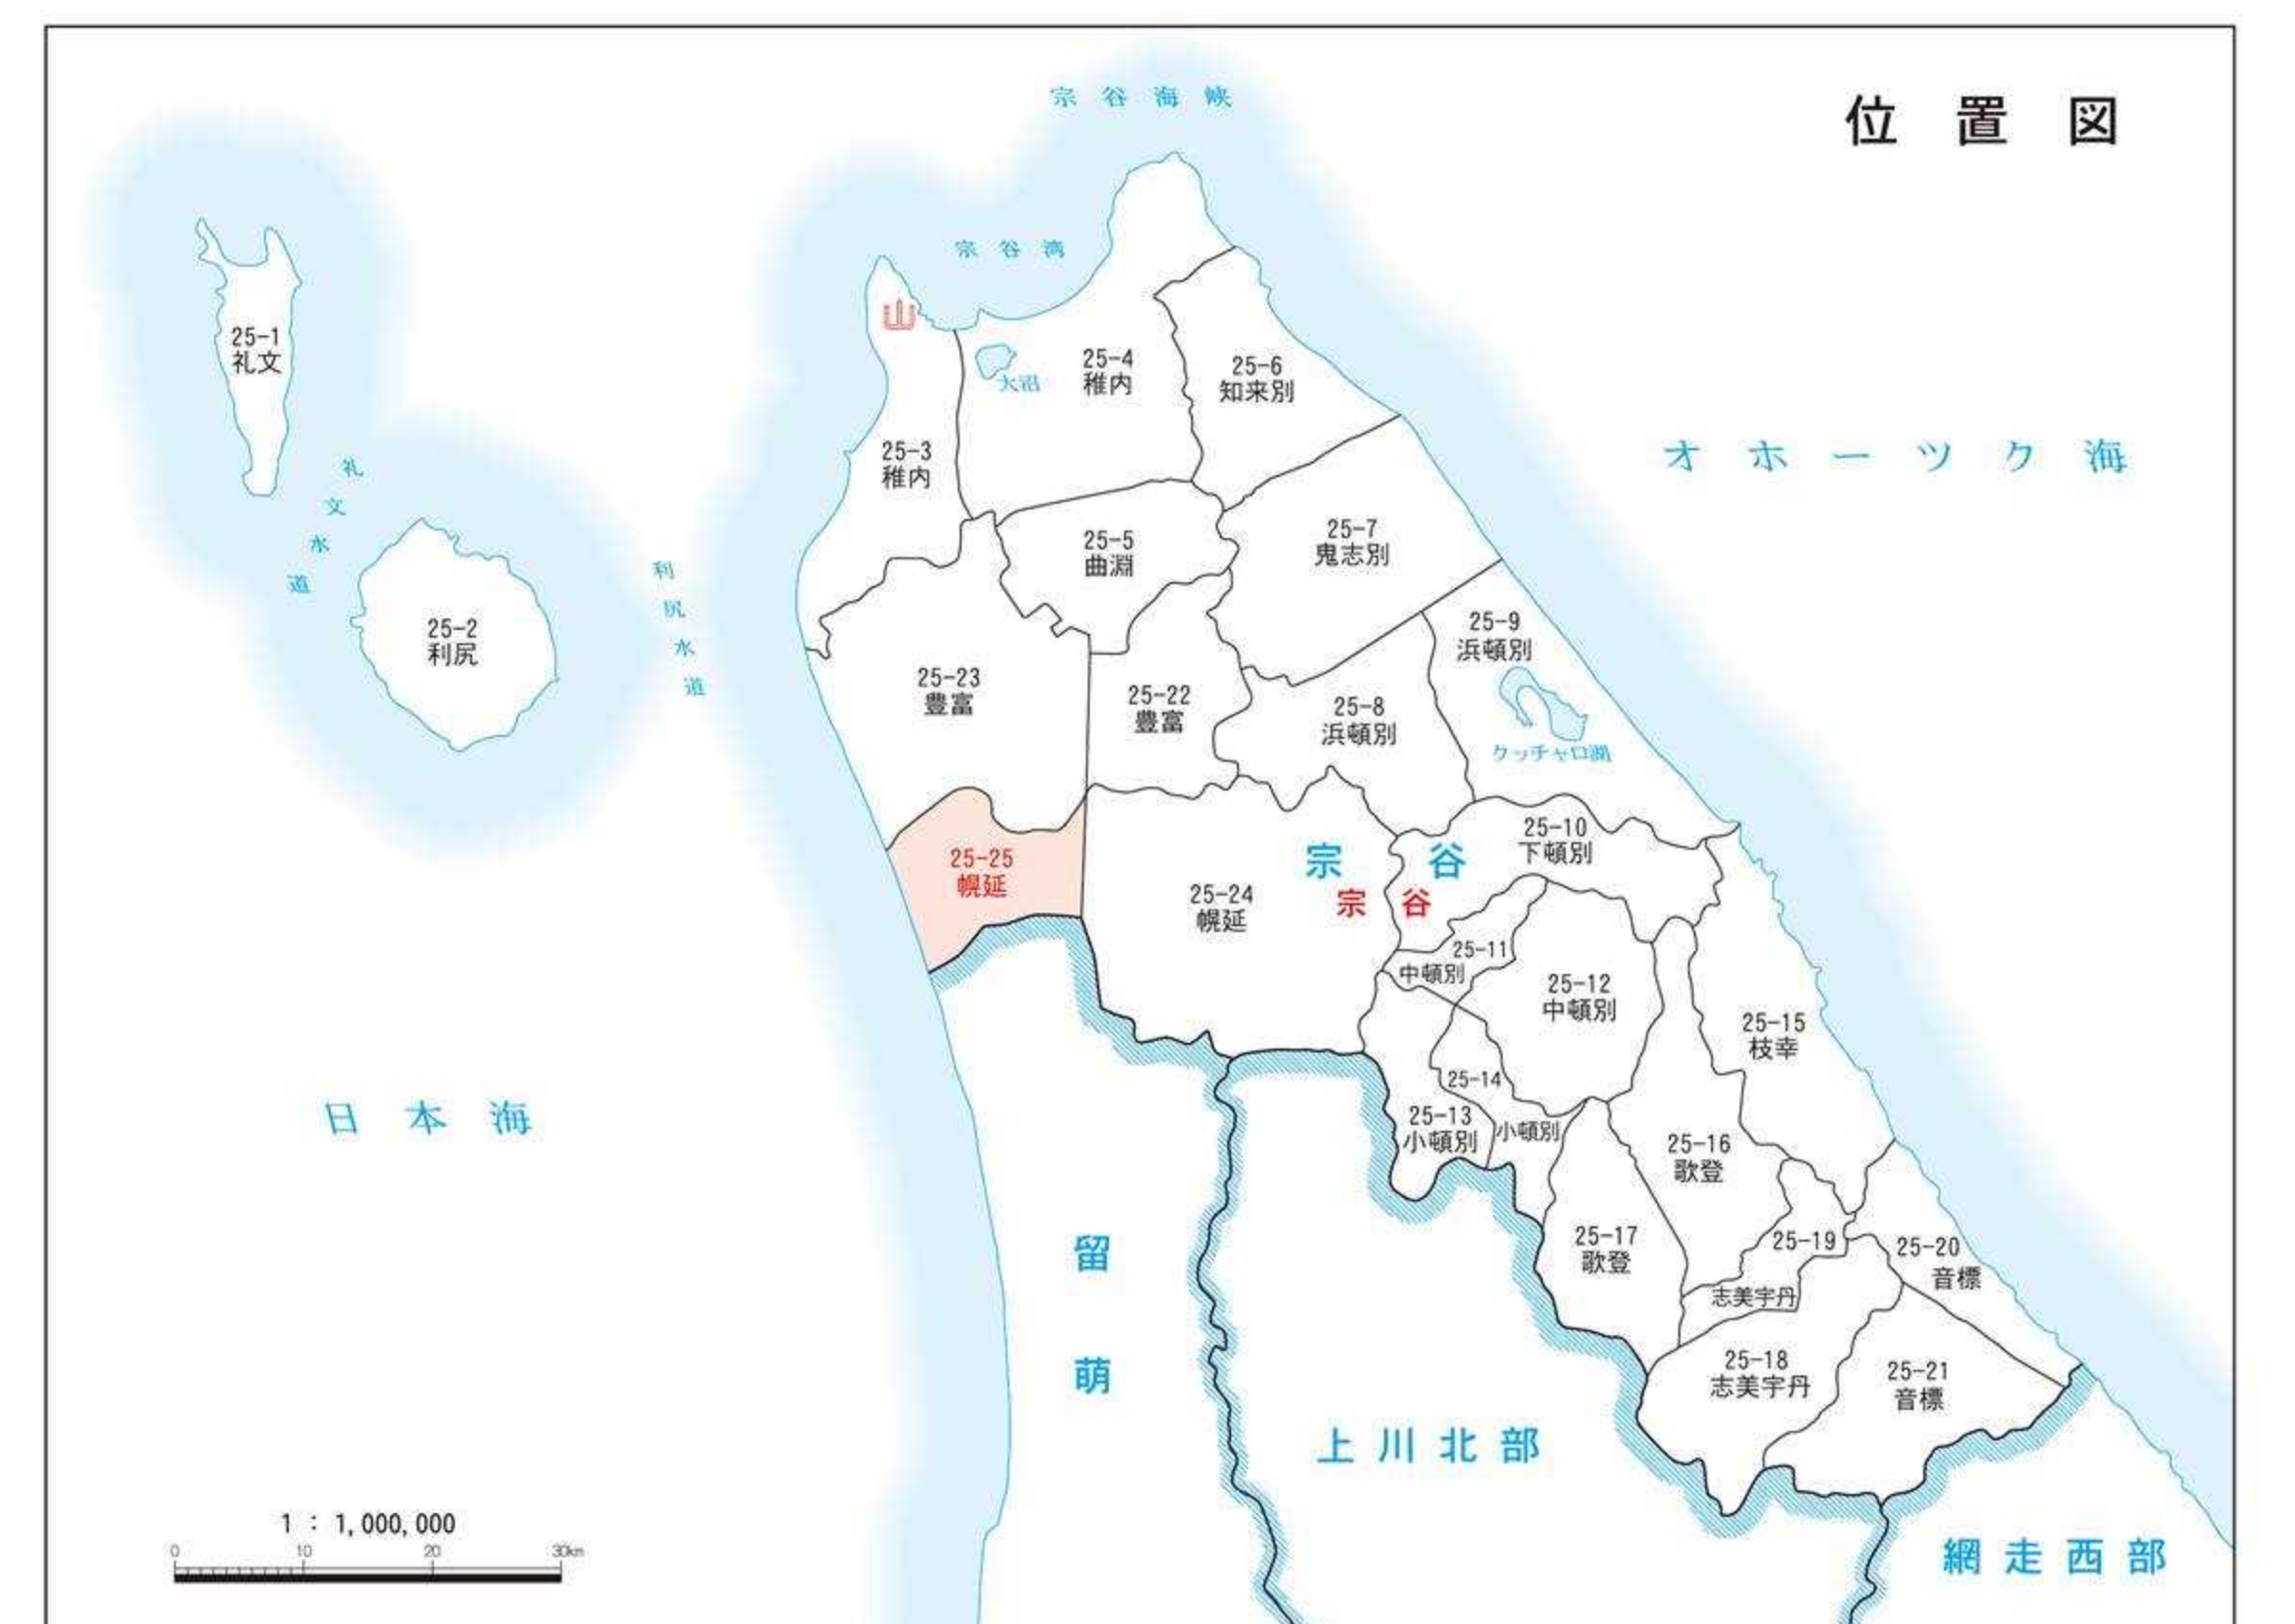 位置図
宗谷海峡
宗谷湾
オホーツク海
25-1
礼文
礼文水道
25-2
利尻
利尻水道
大沼
25-4
稚内
25-6
知来別
25-3
稚内
25-5
曲淵
25-7
鬼志別
25-9
浜頓別
クッチャロ湖
25-23
豊富
25-22
豊富
25-8
浜頓別
25-10
下頓別
25-25
幌延
25-24
幌延
宗谷
宗谷
25-11
中頓別
25-12
中頓別
25-15
枝幸
25-14
小頓別
25-13
小頓別
25-16
歌登
25-17
歌登
25-19
志美宇丹
25-20
音標
25-18
志美宇丹
25-21
音標
日本海
留萌
上川北部
網走西部
1 : 1,000,000
0 10 20 30km